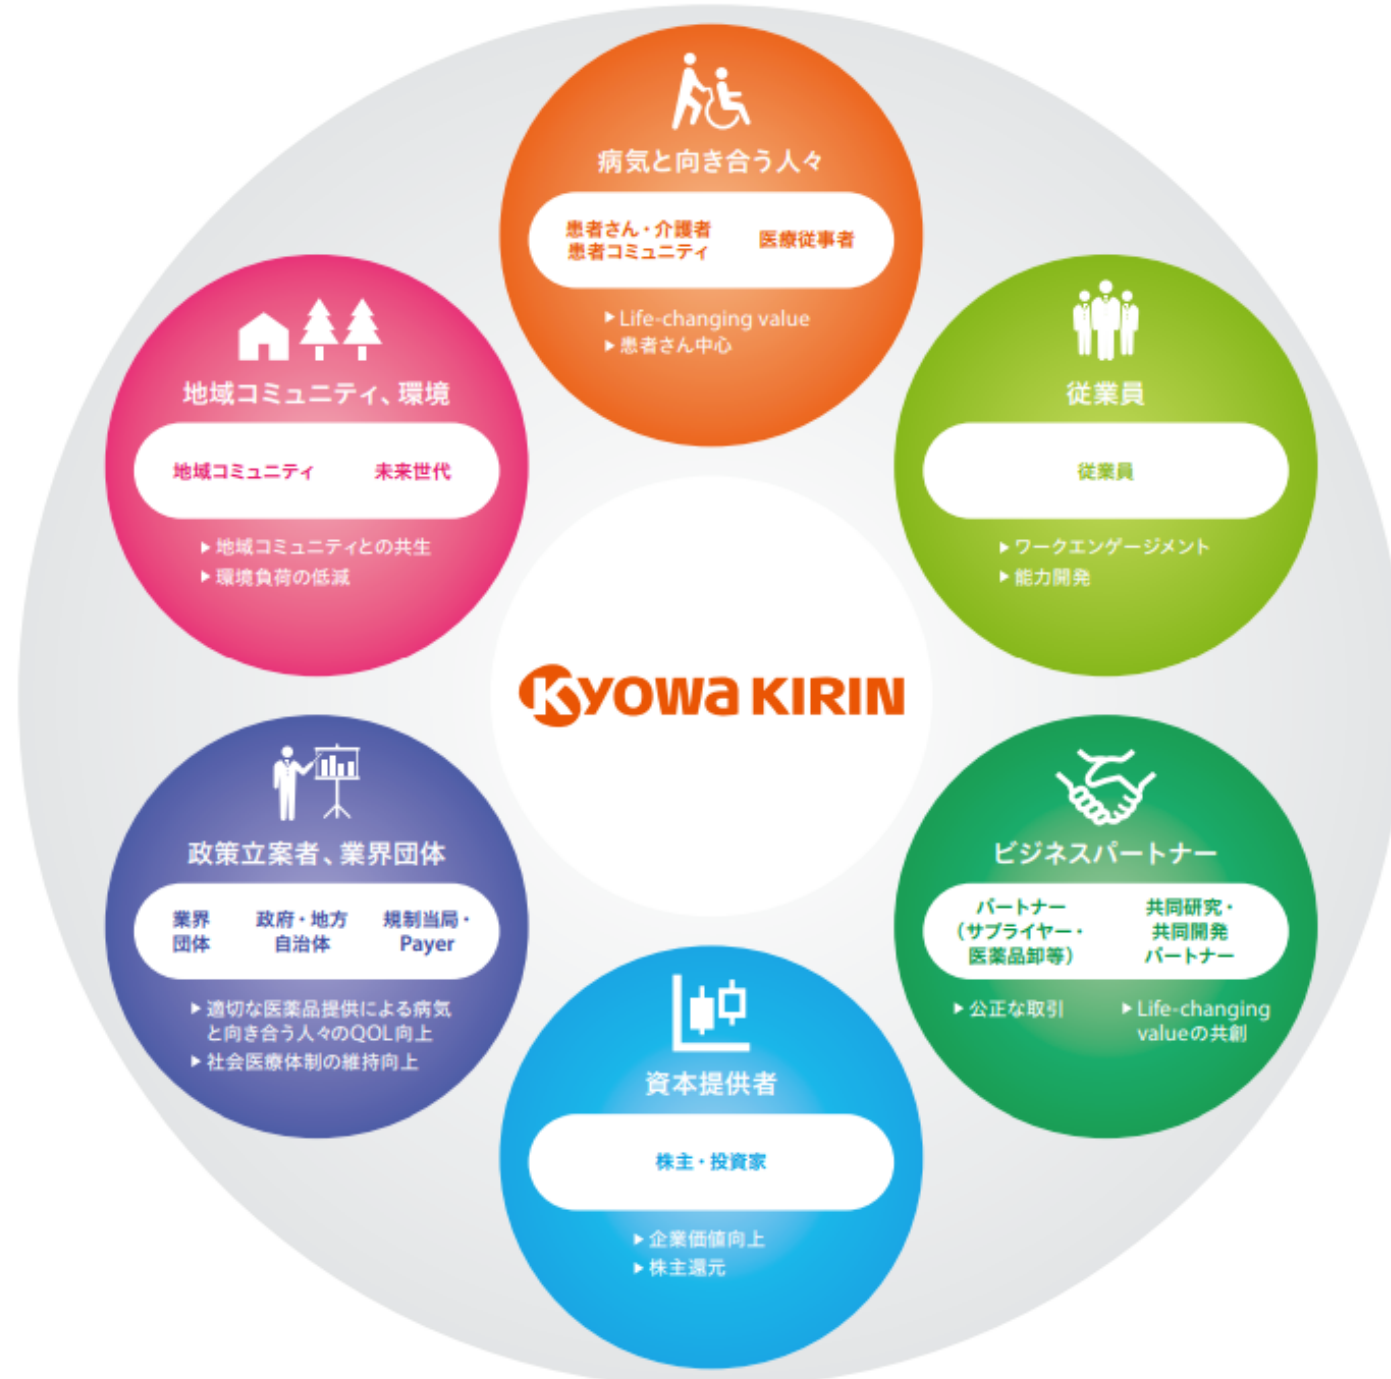 病気と向き合う人々
患者さん・介護者
患者コミュニティ
医療従事者
▶ Life-changing value
▶ 患者さん中心
従業員
従業員
▶ ワークエンゲージメント
▶ 能力開発
ビジネスパートナー
パートナー
(サプライヤー・
医薬品卸等)
共同研究・
共同開発
パートナー
▶ 公正な取引
▶ Life-changing
valueの共創
資本提供者
株主・投資家
▶ 企業価値向上
▶ 株主還元
政策立案者、業界団体
業界
団体
政府・地方
自治体
規制当局・
Payer
▶ 適切な医薬品提供による病気
と向き合う人々のQOL向上
▶ 社会医療体制の維持向上
地域コミュニティ、環境
地域コミュニティ
未来世代
▶ 地域コミュニティとの共生
▶ 環境負荷の低減
KYOWA KIRIN